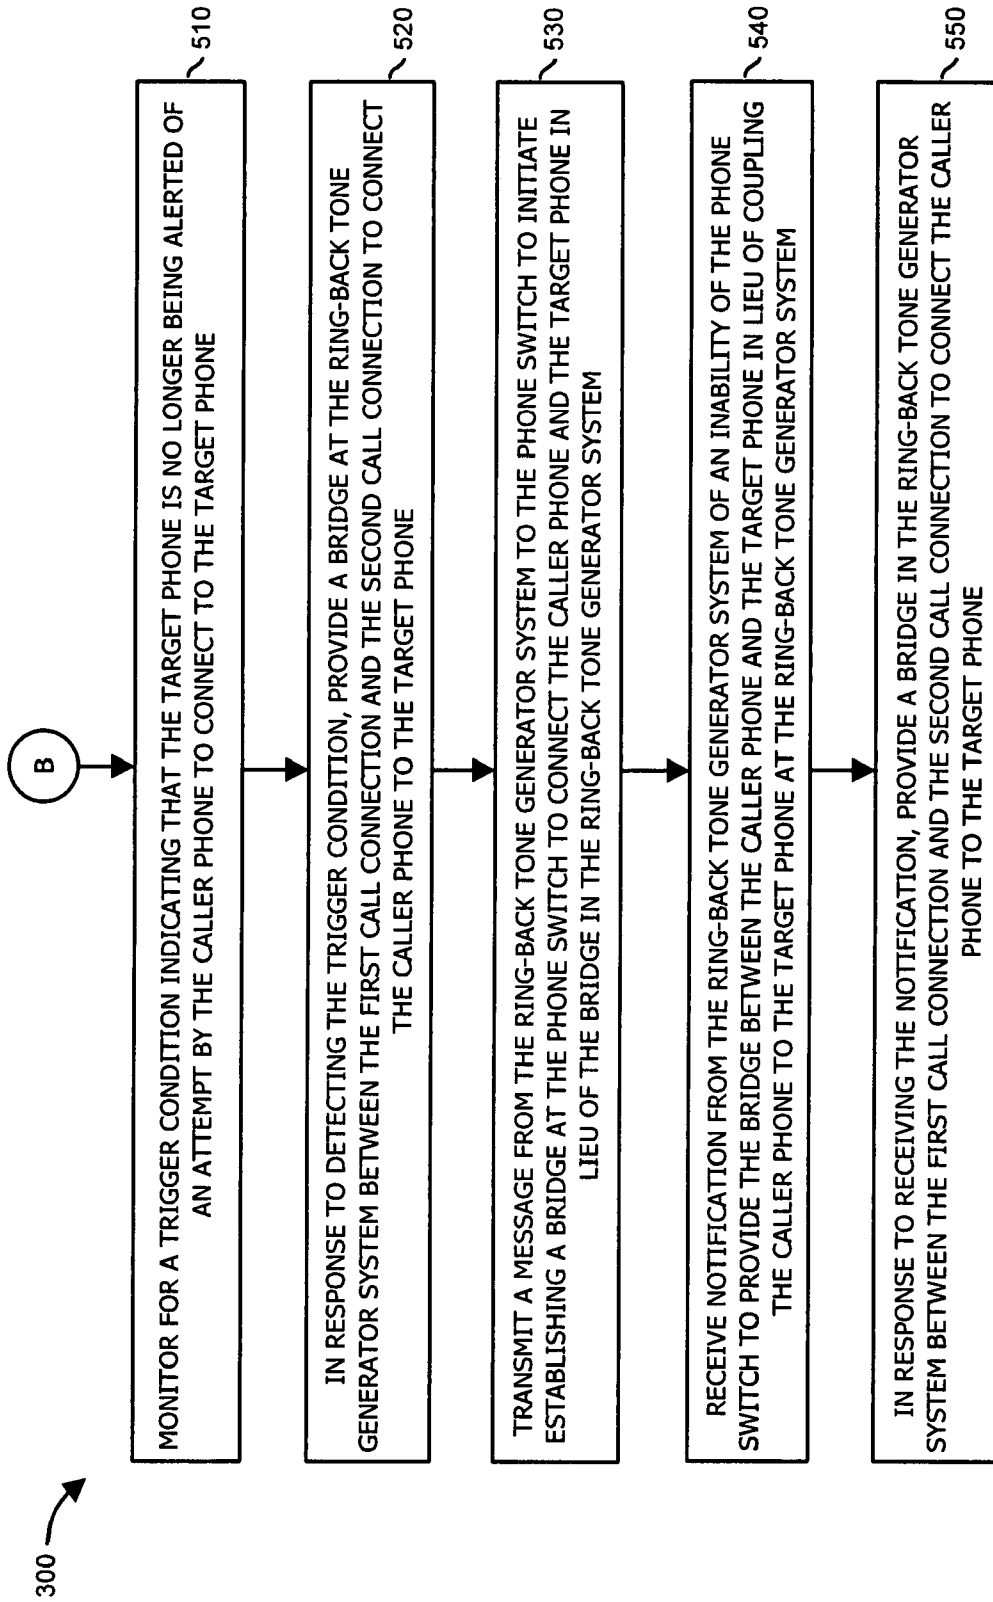 300
B
510
MONITOR FOR A TRIGGER CONDITION INDICATING THAT THE TARGET PHONE IS NO LONGER BEING ALERTED OF
AN ATTEMPT BY THE CALLER PHONE TO CONNECT TO THE TARGET PHONE
520
IN RESPONSE TO DETECTING THE TRIGGER CONDITION, PROVIDE A BRIDGE AT THE RING-BACK TONE
GENERATOR SYSTEM BETWEEN THE FIRST CALL CONNECTION AND THE SECOND CALL CONNECTION TO CONNECT
THE CALLER PHONE TO THE TARGET PHONE
530
TRANSMIT A MESSAGE FROM THE RING-BACK TONE GENERATOR SYSTEM TO THE PHONE SWITCH TO INITIATE
ESTABLISHING A BRIDGE AT THE PHONE SWITCH TO CONNECT THE CALLER PHONE AND THE TARGET PHONE IN
LIEU OF THE BRIDGE IN THE RING-BACK TONE GENERATOR SYSTEM
540
RECEIVE NOTIFICATION FROM THE RING-BACK TONE GENERATOR SYSTEM OF AN INABILITY OF THE PHONE
SWITCH TO PROVIDE THE BRIDGE BETWEEN THE CALLER PHONE AND THE TARGET PHONE IN LIEU OF COUPLING
THE CALLER PHONE TO THE TARGET PHONE AT THE RING-BACK TONE GENERATOR SYSTEM
550
IN RESPONSE TO RECEIVING THE NOTIFICATION, PROVIDE A BRIDGE IN THE RING-BACK TONE GENERATOR
SYSTEM BETWEEN THE FIRST CALL CONNECTION AND THE SECOND CALL CONNECTION TO CONNECT THE CALLER
PHONE TO THE TARGET PHONE